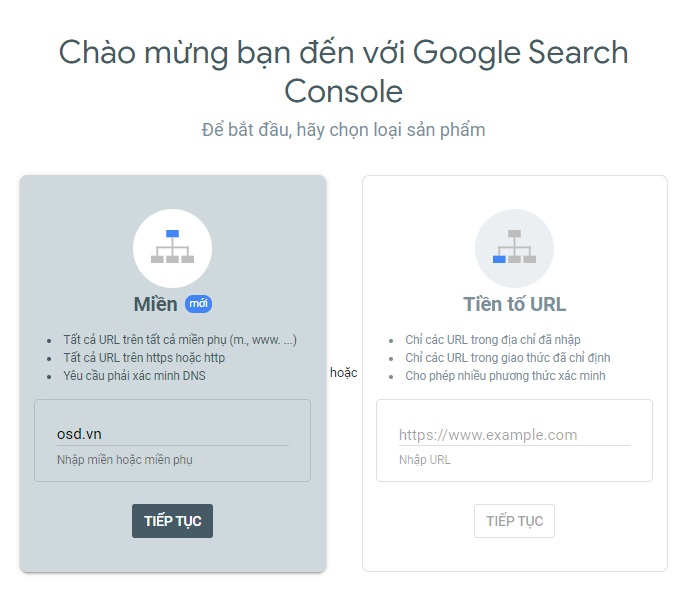 Chào mừng bạn đến với Google Search
Console
Để bắt đầu, hãy chọn loại sản phẩm
Miền mới
Tất cả URL trên tất cả miền phụ (m., www. ...)
Tất cả URL trên https hoặc http
Yêu cầu phải xác minh DNS
osd.vn
Nhập miền hoặc miền phụ
TIẾP TỤC
hoặc
Tiền tố URL
Chỉ các URL trong địa chỉ đã nhập
Chỉ các URL trong giao thức đã chỉ định
Cho phép nhiều phương thức xác minh
https://www.example.com
Nhập URL
TIẾP TỤC